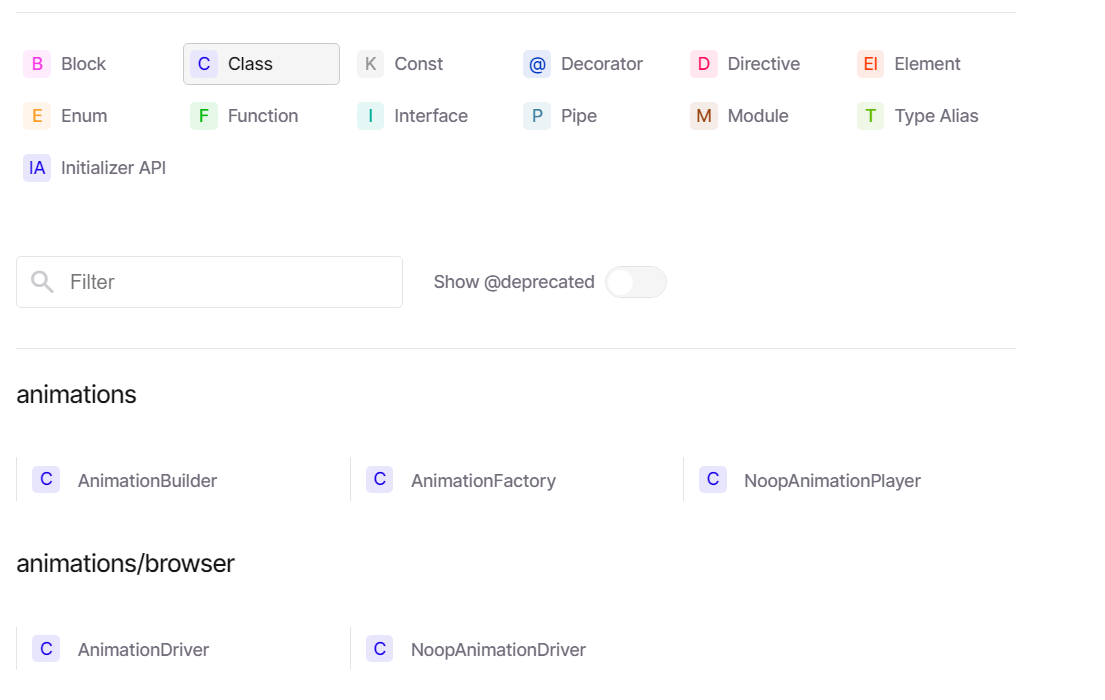 B Block C Class K Const @ Decorator D Directive El Element
E Enum F Function I Interface P Pipe M Module T Type Alias
IA Initializer API
Filter Show @deprecated
animations
C AnimationBuilder C AnimationFactory C NoopAnimationPlayer
animations/browser
C AnimationDriver C NoopAnimationDriver